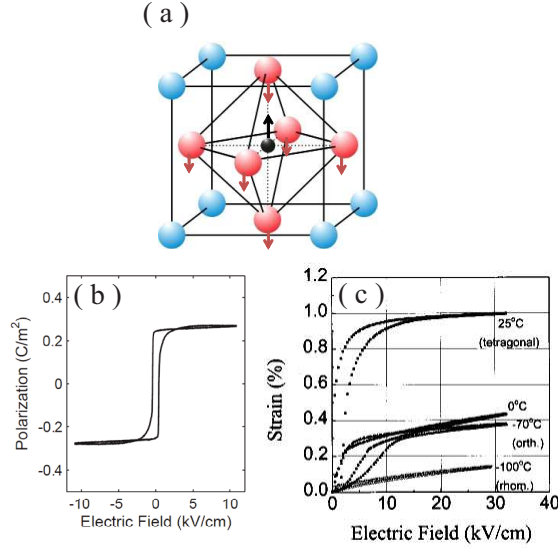 ( a )
( b )
Polarization (C/m²)
0.4
0.2
0
-0.2
-0.4
-10
-5
0
5
10
Electric Field (kV/cm)
( c )
Strain (%)
1.2
1.0
0.8
0.6
0.4
0.2
0.0
0
10
20
30
40
25°C
(tetragonal)
0°C
-70°C
(orth.)
-100°C
(rhom.)
Electric Field (kV/cm)